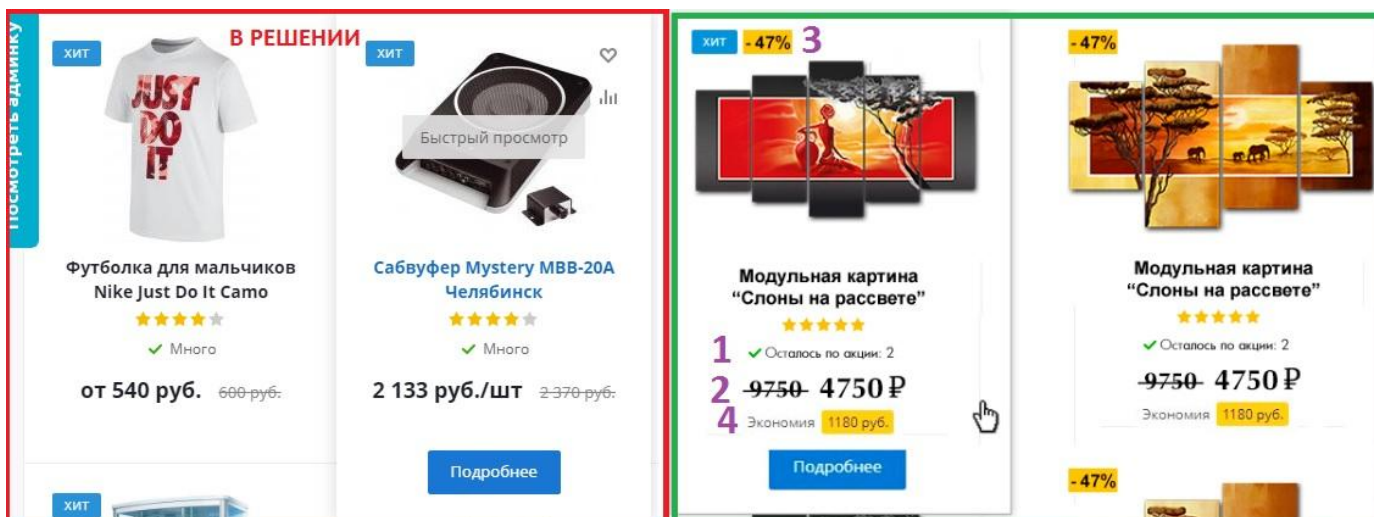 Посмотреть админку
В РЕШЕНИИ
ХИТ
JUST
DO
IT
Футболка для мальчиков
Nike Just Do It Camo
Много
от 540 руб. 600 руб.
ХИТ
ХИТ
Быстрый просмотр
Сабвуфер Mystery MBB-20A
Челябинск
Много
2 133 руб./шт 2 370 руб.
Подробнее
ХИТ - 47% 3
Модульная картина
“Слоны на рассвете”
1 Осталось по акции: 2
2 9750 4750 ₽
4 Экономия 1180 руб.
Подробнее
- 47%
Модульная картина
“Слоны на рассвете”
Осталось по акции: 2
9750 4750 ₽
Экономия 1180 руб.
- 47%